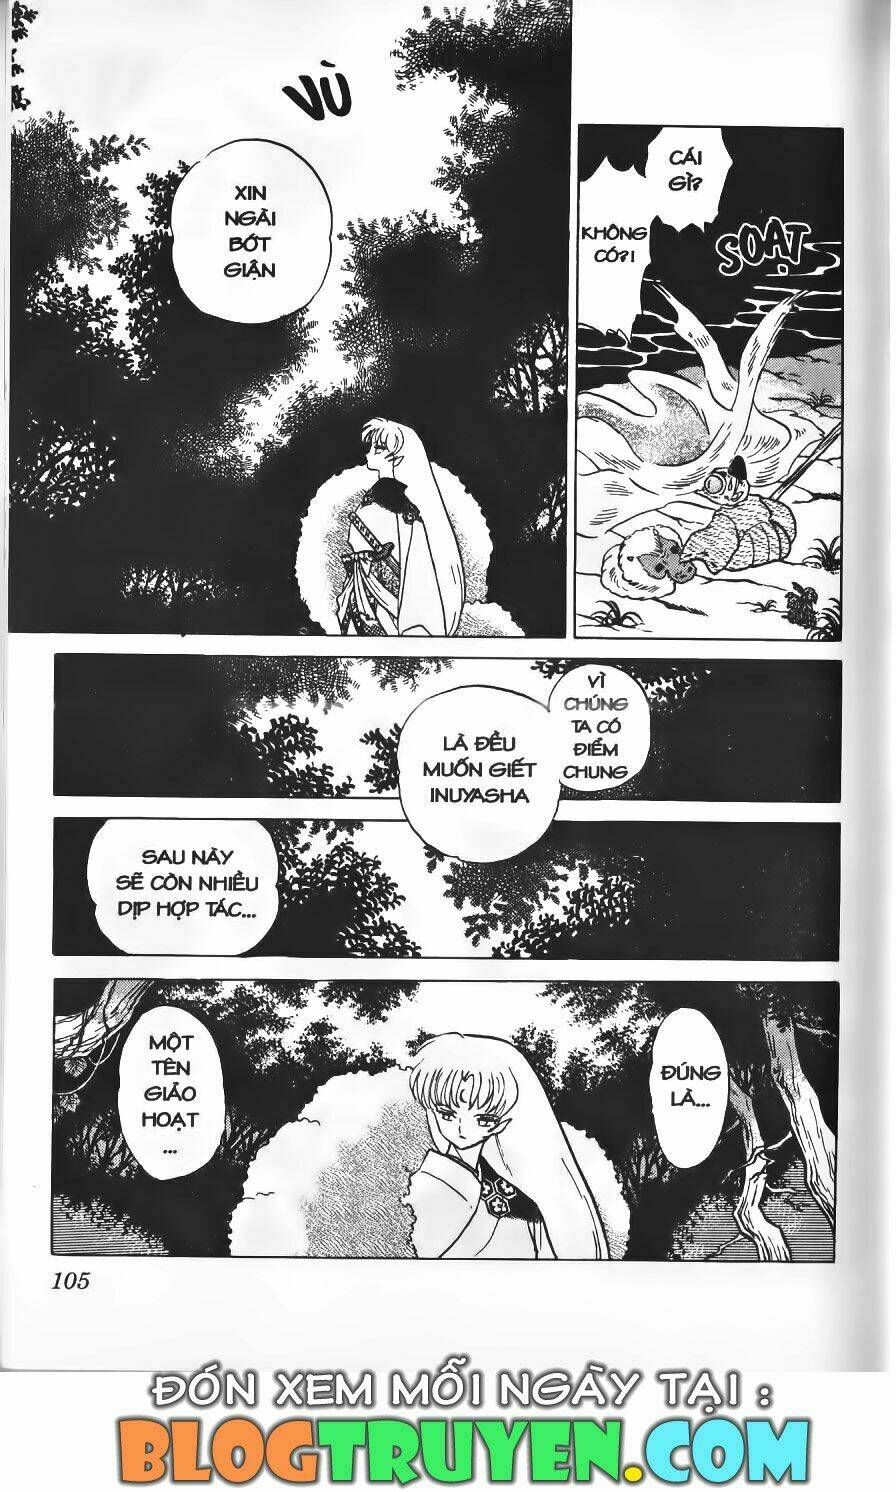 CÁI
GÌ?
KHÔNG
CÓ?!
SOẠT
VÙ
XIN
NGÀI
BỚT
GIẬN
VÌ
CHÚNG
TA CÓ
ĐIỂM
CHUNG
LÀ ĐỀU
MUỐN GIẾT
INUYASHA
SAU NÀY
SẼ CÒN NHIỀU
DỊP HỢP TÁC...
ĐÚNG
LÀ...
MỘT
TÊN
GIẢO
HOẠT
...
105
ĐÓN XEM MỖI NGÀY TẠI :
BLOGTRUYEN.COM